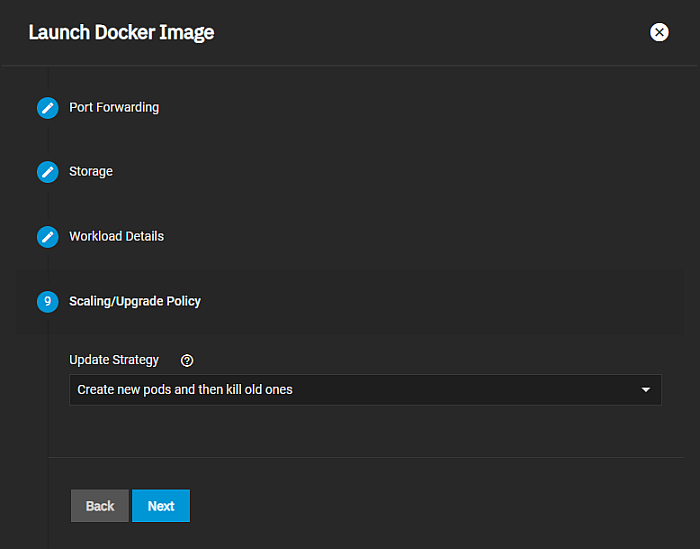 Launch Docker Image
Port Forwarding
Storage
Workload Details
9 Scaling/Upgrade Policy
Update Strategy ?
Create new pods and then kill old ones
Back Next